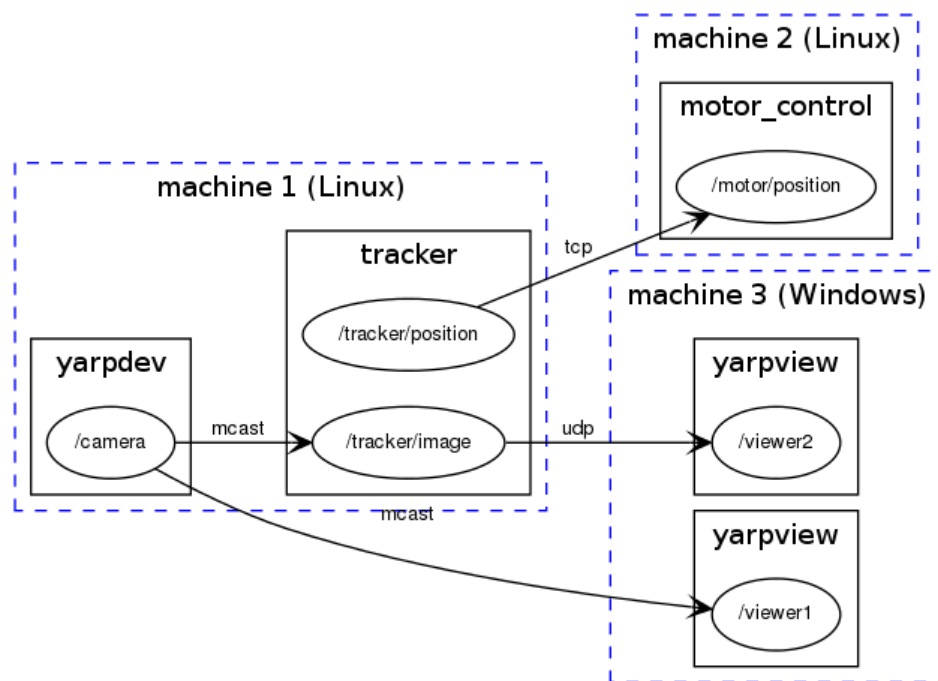 machine 2 (Linux)
motor_control
/motor/position
machine 1 (Linux)
tracker
tcp
machine 3 (Windows)
/tracker/position
yarpdev
yarpview
/camera
mcast
/tracker/image
udp
/viewer2
mcast
yarpview
/viewer1